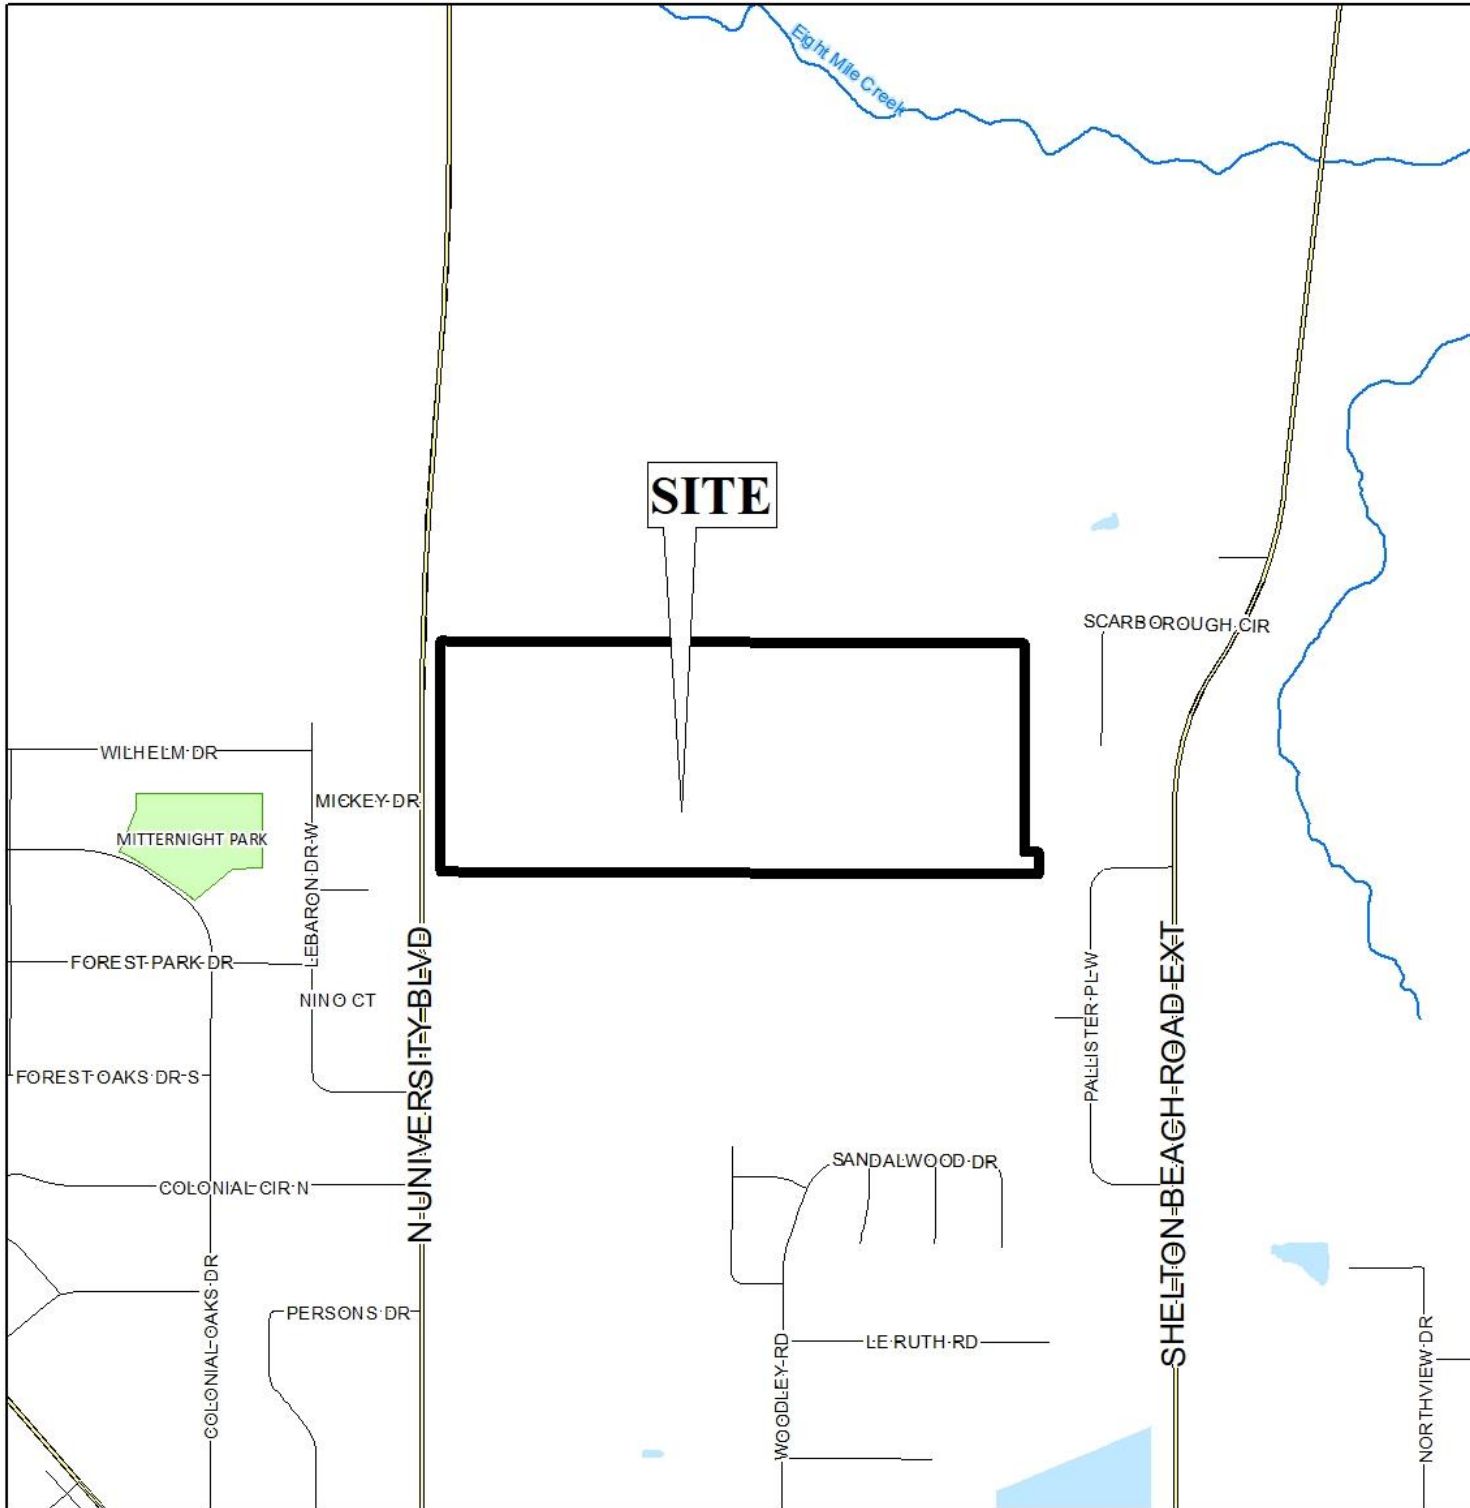 Eight Mile Creek
SITE
SCARBOROUGH CIR
WILHELM DR
MICKEY DR
MITTERNIGHT PARK
LEBARON DR W
FOREST PARK DR
NINO CT
N UNIVERSITY BLVD
PALLISTER PL W
SHELTON BEACH ROAD EXT
FOREST OAKS DR S
SANDALWOOD DR
COLONIAL CIR N
COLONIAL OAKS DR
PERSONS DR
LE RUTH RD
WOODLEY RD
NORTHVIEW DR